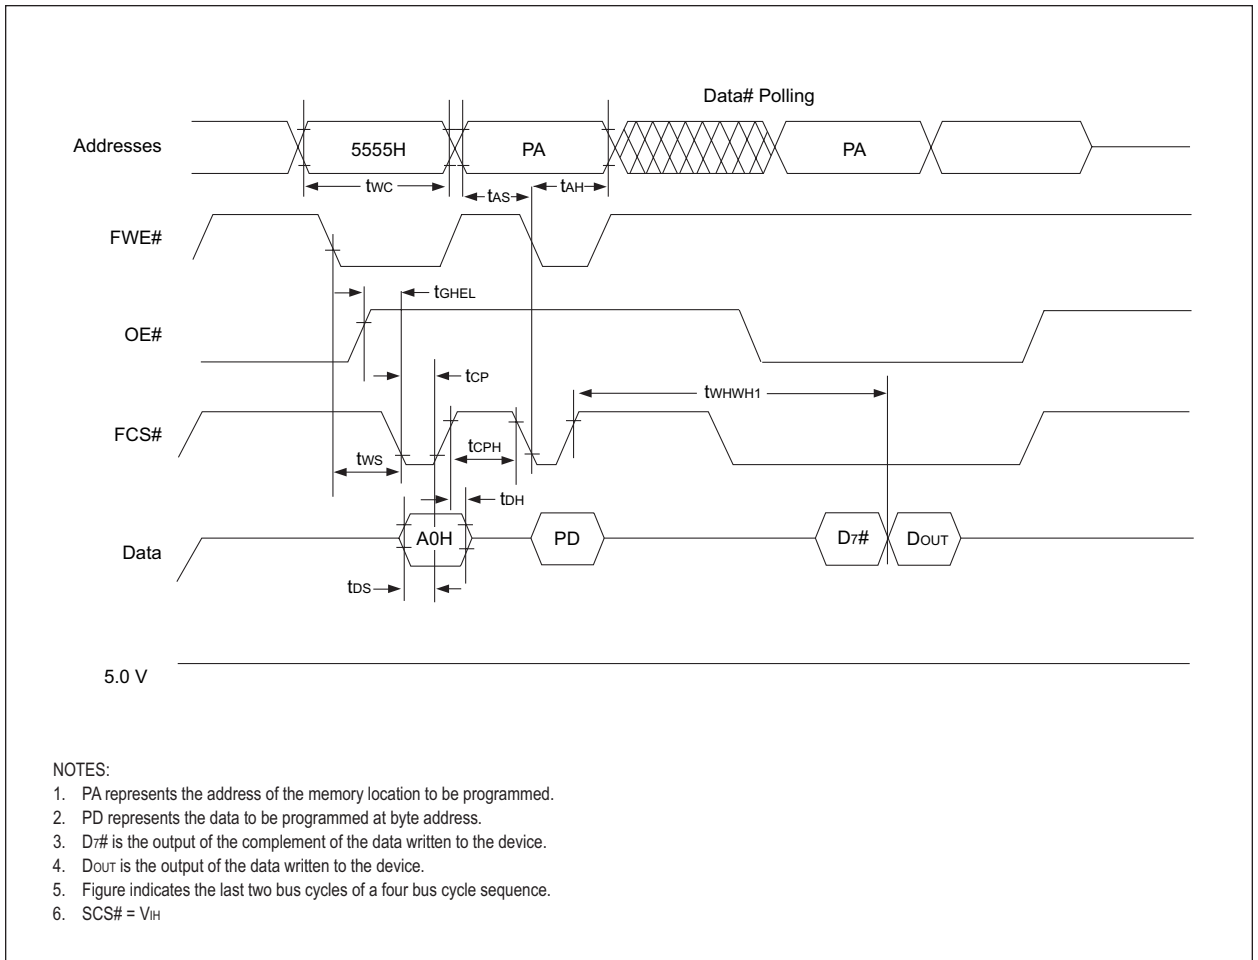 Data# Polling
Addresses
5555H
PA
PA
tWC
tAS
tAH
FWE#
tGHEL
OE#
tCP
tWHWH1
FCS#
tCPH
tWS
tDH
Data
A0H
PD
D7#
DOUT
tDS
5.0 V
NOTES:
1. PA represents the address of the memory location to be programmed.
2. PD represents the data to be programmed at byte address.
3. D7# is the output of the complement of the data written to the device.
4. DOUT is the output of the data written to the device.
5. Figure indicates the last two bus cycles of a four bus cycle sequence.
6. SCS# = VIH